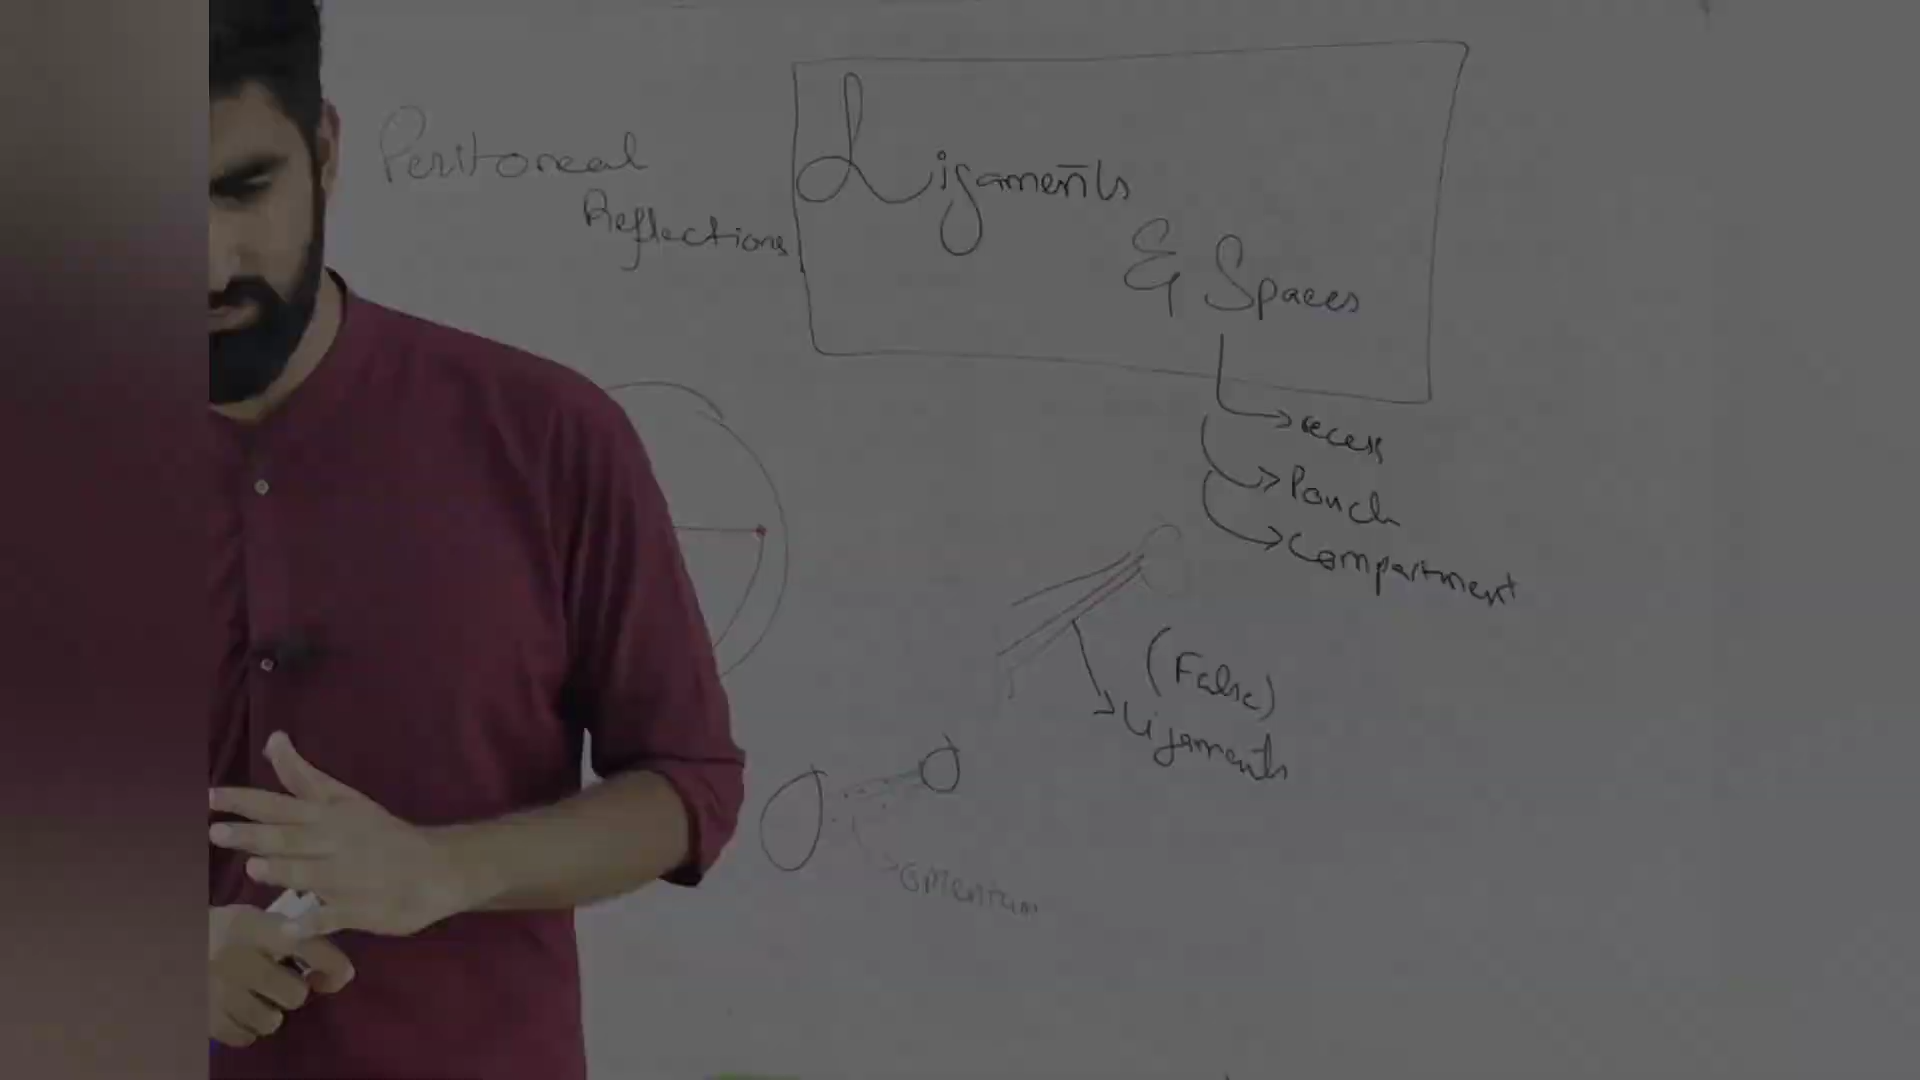 Peritoneal
Reflections
Ligaments
& Spaces
recess
Pouch
compartment
(False)
Ligaments
omentum